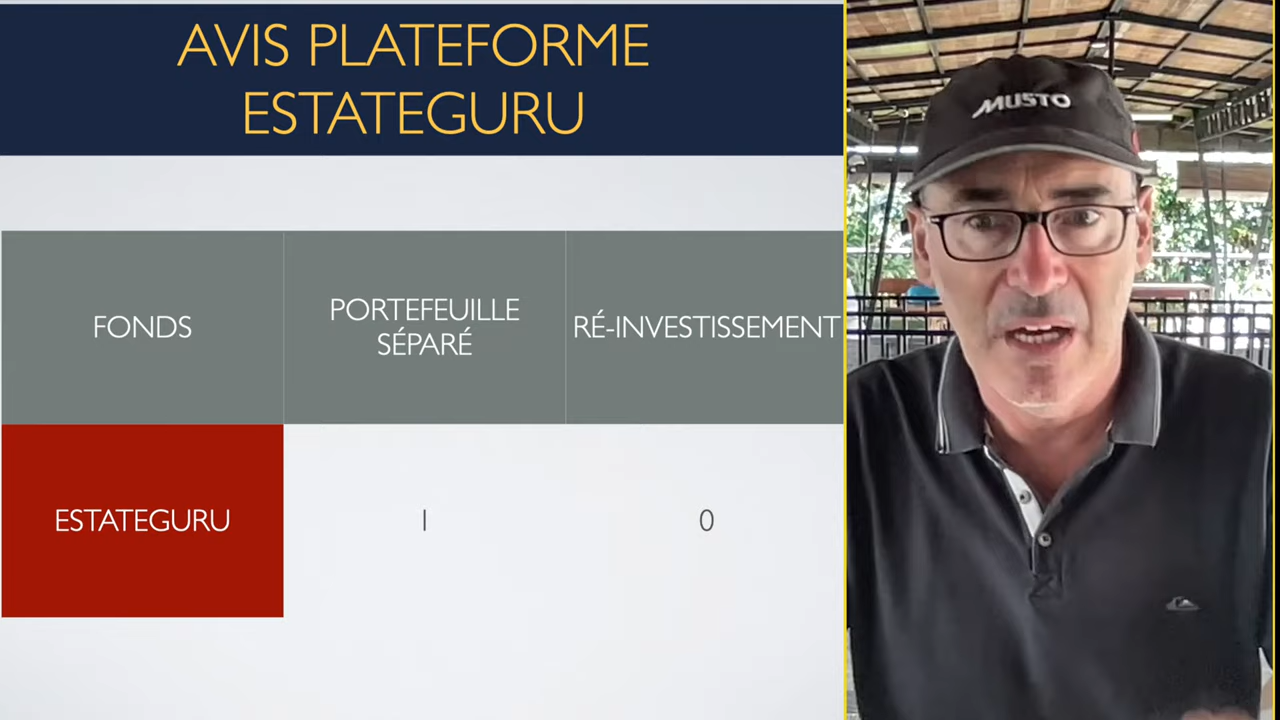 AVIS PLATEFORME
ESTATEGURU
FONDS
PORTEFEUILLE
SÉPARÉ
RÉ-INVESTISSEMENT
ESTATEGURU
1
0
MUSTO